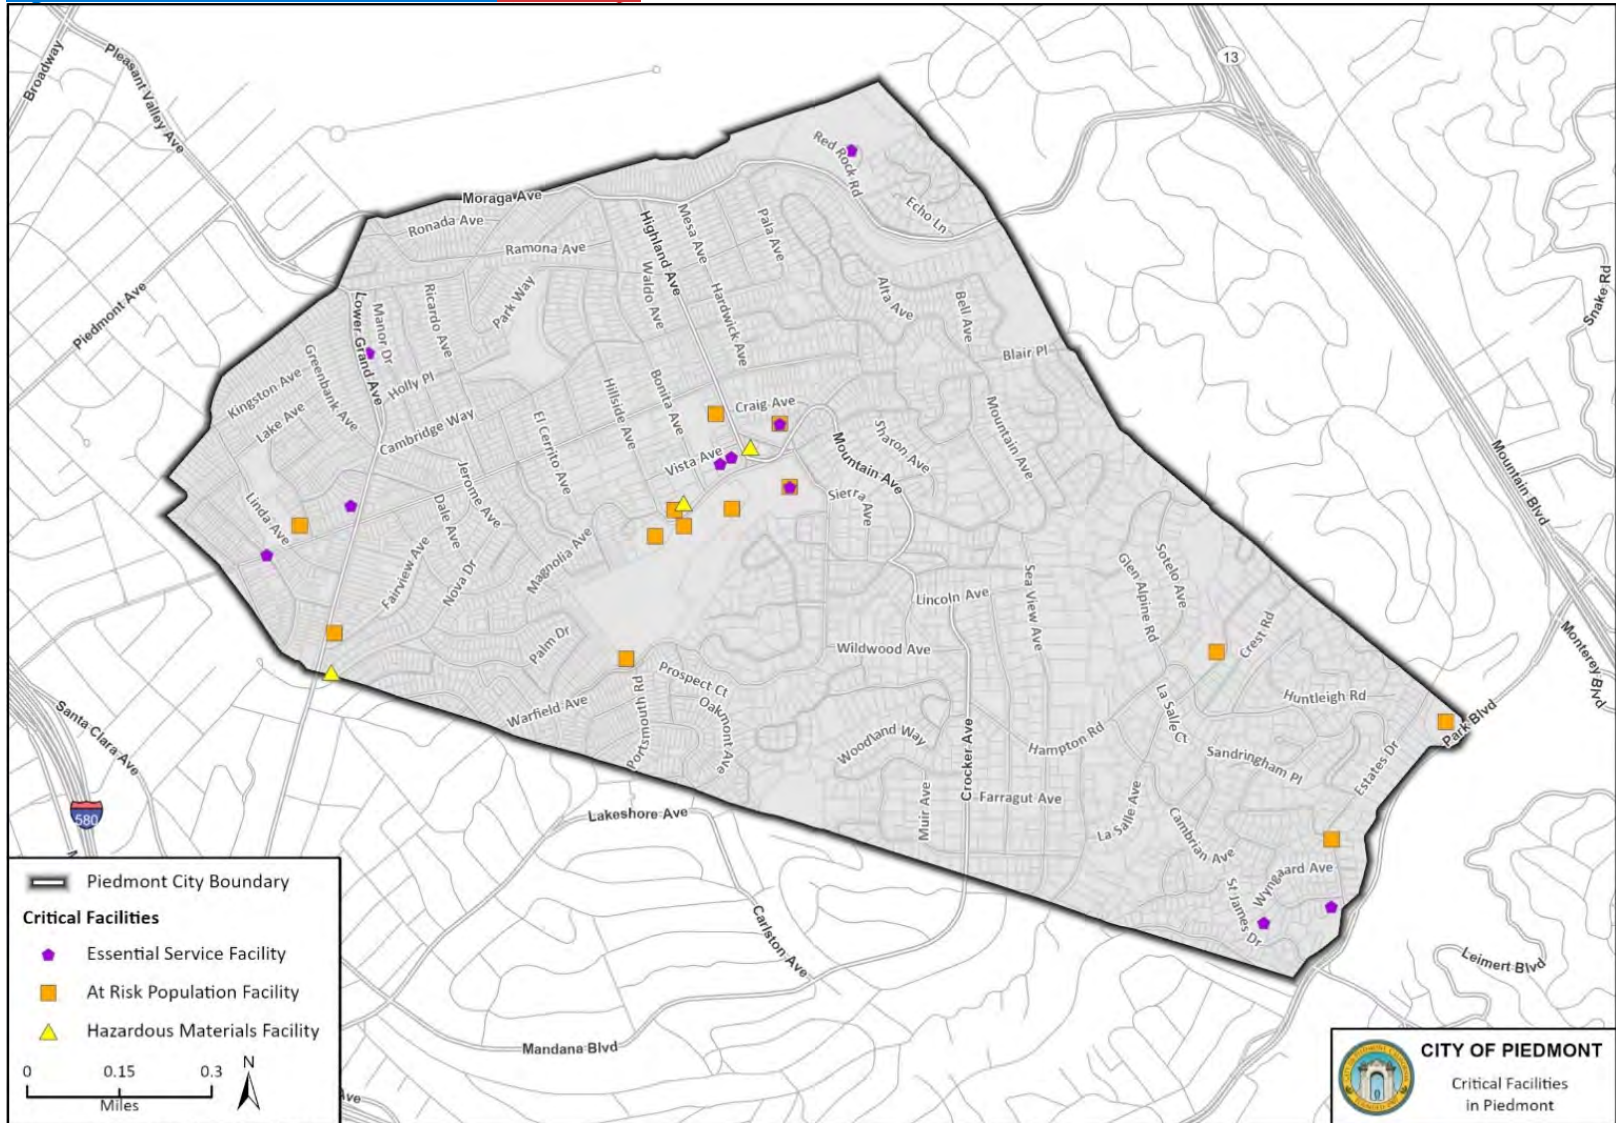 Broadway
Pleasant Valley Ave
13
Red Rock Rd
Echo Ln
Moraga Ave
Ronada Ave
Ramona Ave
Highland Ave
Mesa Ave
Pala Ave
Waldo Ave
Hardwick Ave
Alta Ave
Bell Ave
Snake Rd
Piedmont Ave
Lower Grand Ave
Manor Dr
Ricardo Ave
Park Way
Blair Pl
Kingston Ave
Greenbank Ave
Holly Pl
Lake Ave
Cambridge Way
El Cerrito Ave
Hillside Ave
Bonita Ave
Craig Ave
Vista Ave
Mountain Ave
Sharon Ave
Mountain Ave
Mountain Blvd
Linda Ave
Jerome Ave
Dale Ave
Sierra Ave
Fairview Ave
Nova Dr
Magnolia Ave
Palm Dr
Lincoln Ave
Sea View Ave
Glen Alpine Rd
Sotelo Ave
Crest Rd
Wildwood Ave
Monterey Blvd
Prospect Ct
Portsmouth Rd
Oakmont Ave
Warfield Ave
La Salle Ct
Huntleigh Rd
Park Blvd
Woodland Way
Crocker Ave
Hampton Rd
Sandringham Pl
Estates Dr
Santa Clara Ave
580
Lakeshore Ave
Muir Ave
Farragut Ave
La Salle Ave
Cambrian Ave
Wyngaard Ave
St James Dr
Carlston Ave
Leimert Blvd
Mandana Blvd
Ave
Piedmont City Boundary
Critical Facilities
Essential Service Facility
At Risk Population Facility
Hazardous Materials Facility
0 0.15 0.3
Miles
N
CITY OF PIEDMONT
Critical Facilities
in Piedmont